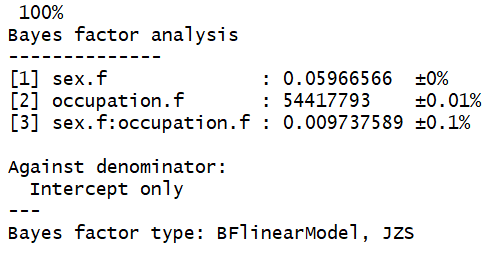 100%
Bayes factor analysis
--------------
[1] sex.f              : 0.05966566  ±0%
[2] occupation.f       : 54417793    ±0.01%
[3] sex.f:occupation.f : 0.009737589 ±0.1%

Against denominator:
  Intercept only
---
Bayes factor type: BFlinearModel, JZS